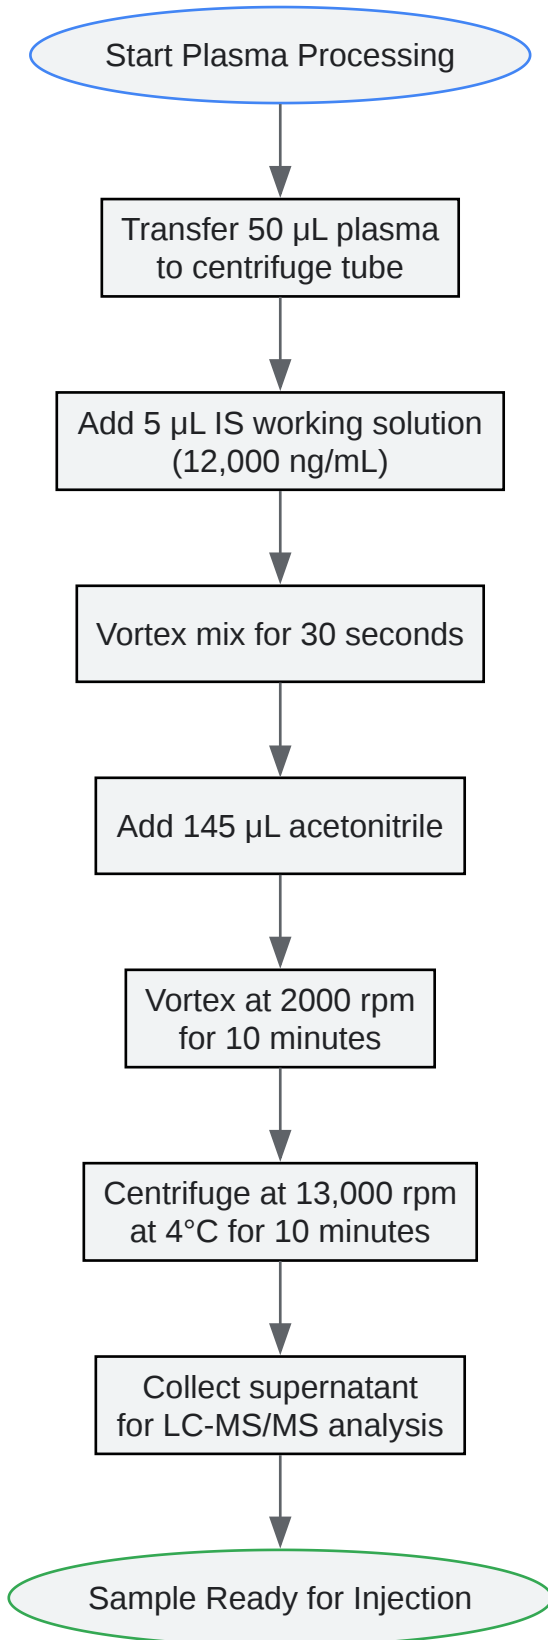 Start Plasma Processing
Transfer 50 μL plasma
to centrifuge tube
Add 5 μL IS working solution
(12,000 ng/mL)
Vortex mix for 30 seconds
Add 145 μL acetonitrile
Vortex at 2000 rpm
for 10 minutes
Centrifuge at 13,000 rpm
at 4°C for 10 minutes
Collect supernatant
for LC-MS/MS analysis
Sample Ready for Injection